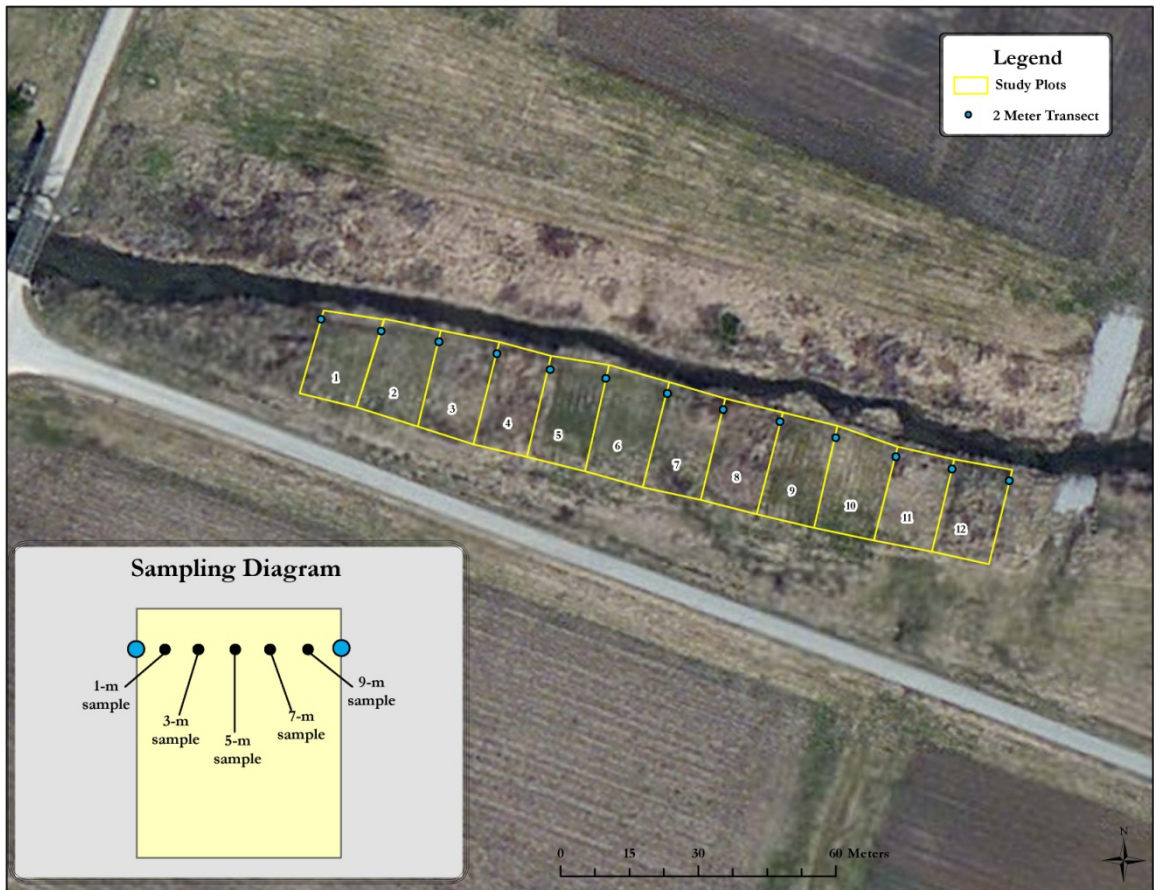 Legend
Study Plots
2 Meter Transect
1
2
3
4
5
6
7
8
9
10
11
12
Sampling Diagram
1-m
sample
3-m
sample
5-m
sample
7-m
sample
9-m
sample
0 15 30 60 Meters
N